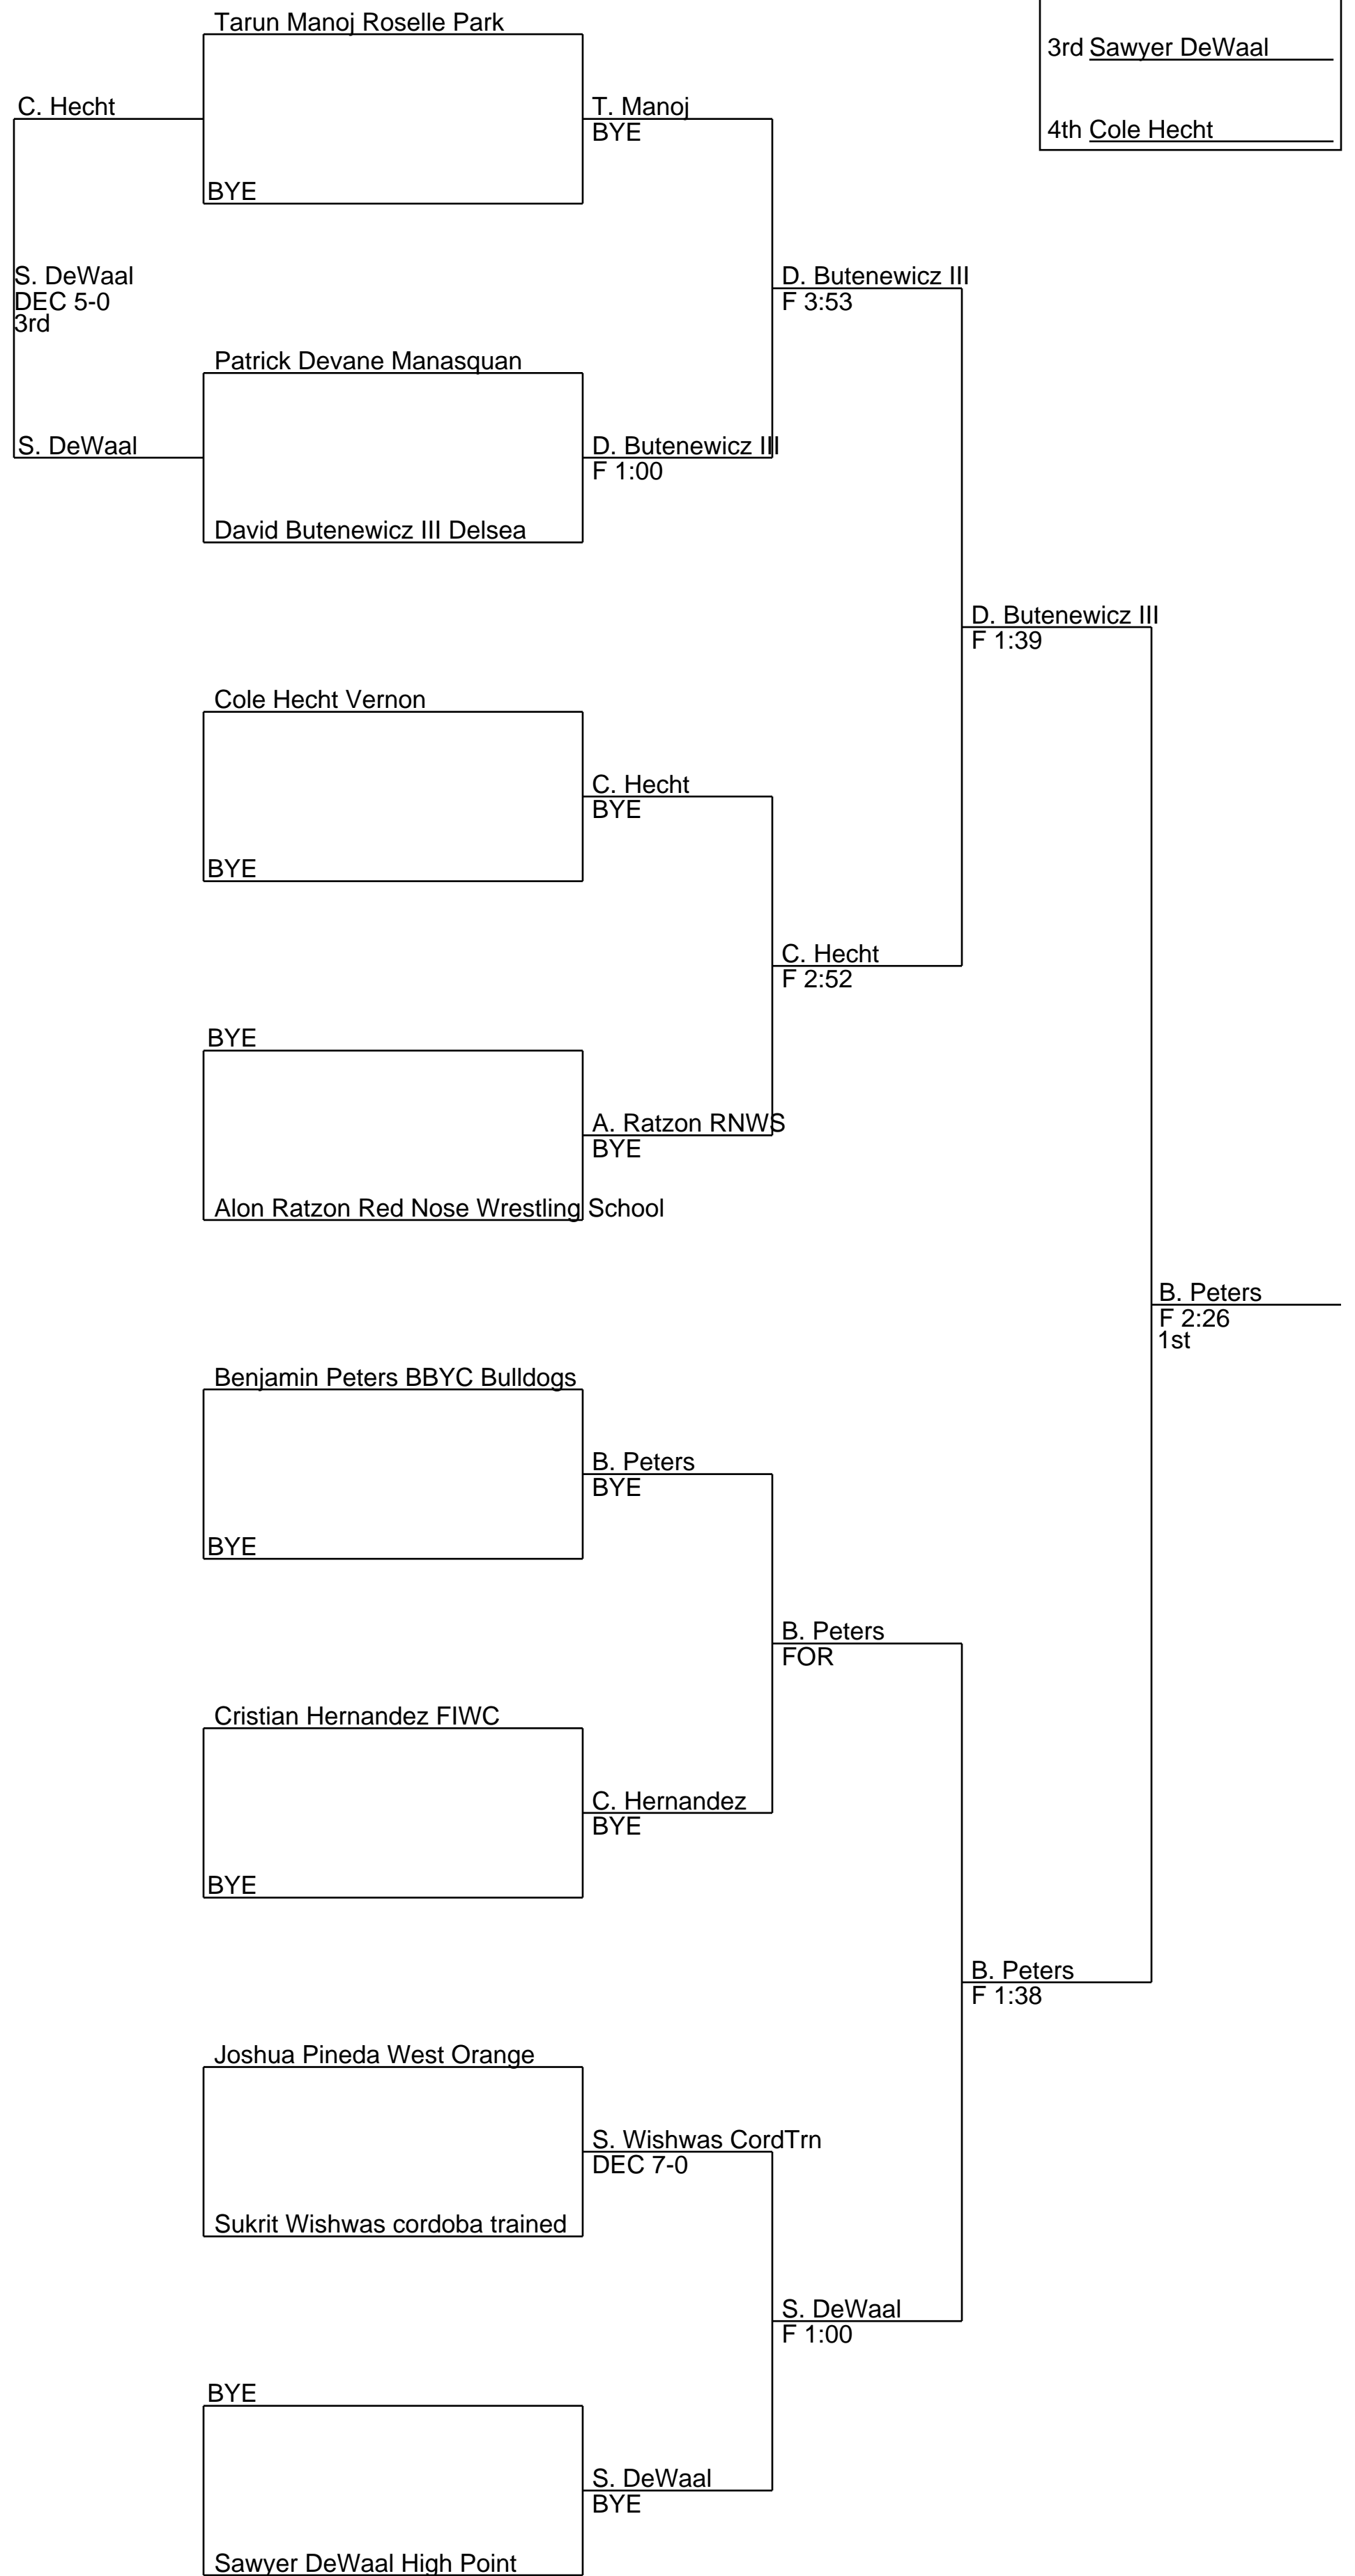 Tarun Manoj Roselle Park
3rd Sawyer DeWaal
C. Hecht
T. Manoj
BYE
4th Cole Hecht
BYE
S. DeWaal
DEC 5-0
3rd
D. Butenewicz III
F 3:53
Patrick Devane Manasquan
S. DeWaal
D. Butenewicz III
F 1:00
David Butenewicz III Delsea
D. Butenewicz III
F 1:39
Cole Hecht Vernon
C. Hecht
BYE
BYE
C. Hecht
F 2:52
BYE
A. Ratzon RNWS
BYE
Alon Ratzon Red Nose Wrestling School
B. Peters
F 2:26
1st
Benjamin Peters BBYC Bulldogs
B. Peters
BYE
BYE
B. Peters
FOR
Cristian Hernandez FIWC
C. Hernandez
BYE
BYE
B. Peters
F 1:38
Joshua Pineda West Orange
S. Wishwas CordTrn
DEC 7-0
Sukrit Wishwas cordoba trained
S. DeWaal
F 1:00
BYE
S. DeWaal
BYE
Sawyer DeWaal High Point